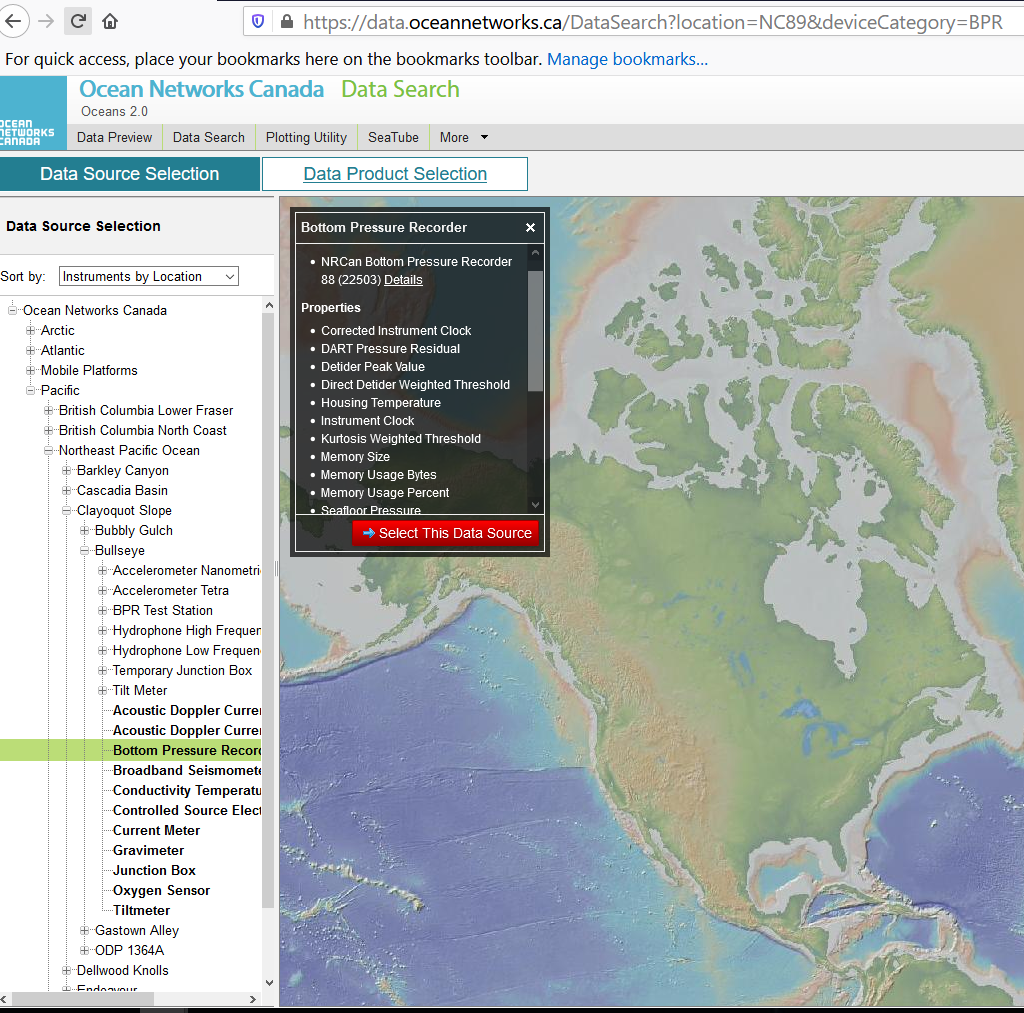 https://data.oceannetworks.ca/DataSearch?location=NC89&deviceCategory=BPR
For quick access, place your bookmarks here on the bookmarks toolbar. Manage bookmarks...
OCEAN
NETWORKS
CANADA
Ocean Networks Canada Data Search
Oceans 2.0
Data Preview Data Search Plotting Utility SeaTube More
Data Source Selection Data Product Selection
Data Source Selection
Sort by: Instruments by Location
Ocean Networks Canada
Arctic
Atlantic
Mobile Platforms
Pacific
British Columbia Lower Fraser
British Columbia North Coast
Northeast Pacific Ocean
Barkley Canyon
Cascadia Basin
Clayoquot Slope
Bubbly Gulch
Bullseye
Accelerometer Nanometri
Accelerometer Tetra
BPR Test Station
Hydrophone High Frequen
Hydrophone Low Frequen
Temporary Junction Box
Tilt Meter
Acoustic Doppler Curre
Acoustic Doppler Curre
Bottom Pressure Record
Broadband Seismomete
Conductivity Temperatu
Controlled Source Elect
Current Meter
Gravimeter
Junction Box
Oxygen Sensor
Tiltmeter
Gastown Alley
ODP 1364A
Dellwood Knolls
Endeavour
Bottom Pressure Recorder
NRCan Bottom Pressure Recorder
88 (22503) Details
Properties
Corrected Instrument Clock
DART Pressure Residual
Detider Peak Value
Direct Detider Weighted Threshold
Housing Temperature
Instrument Clock
Kurtosis Weighted Threshold
Memory Size
Memory Usage Bytes
Memory Usage Percent
Seafloor Pressure
Select This Data Source